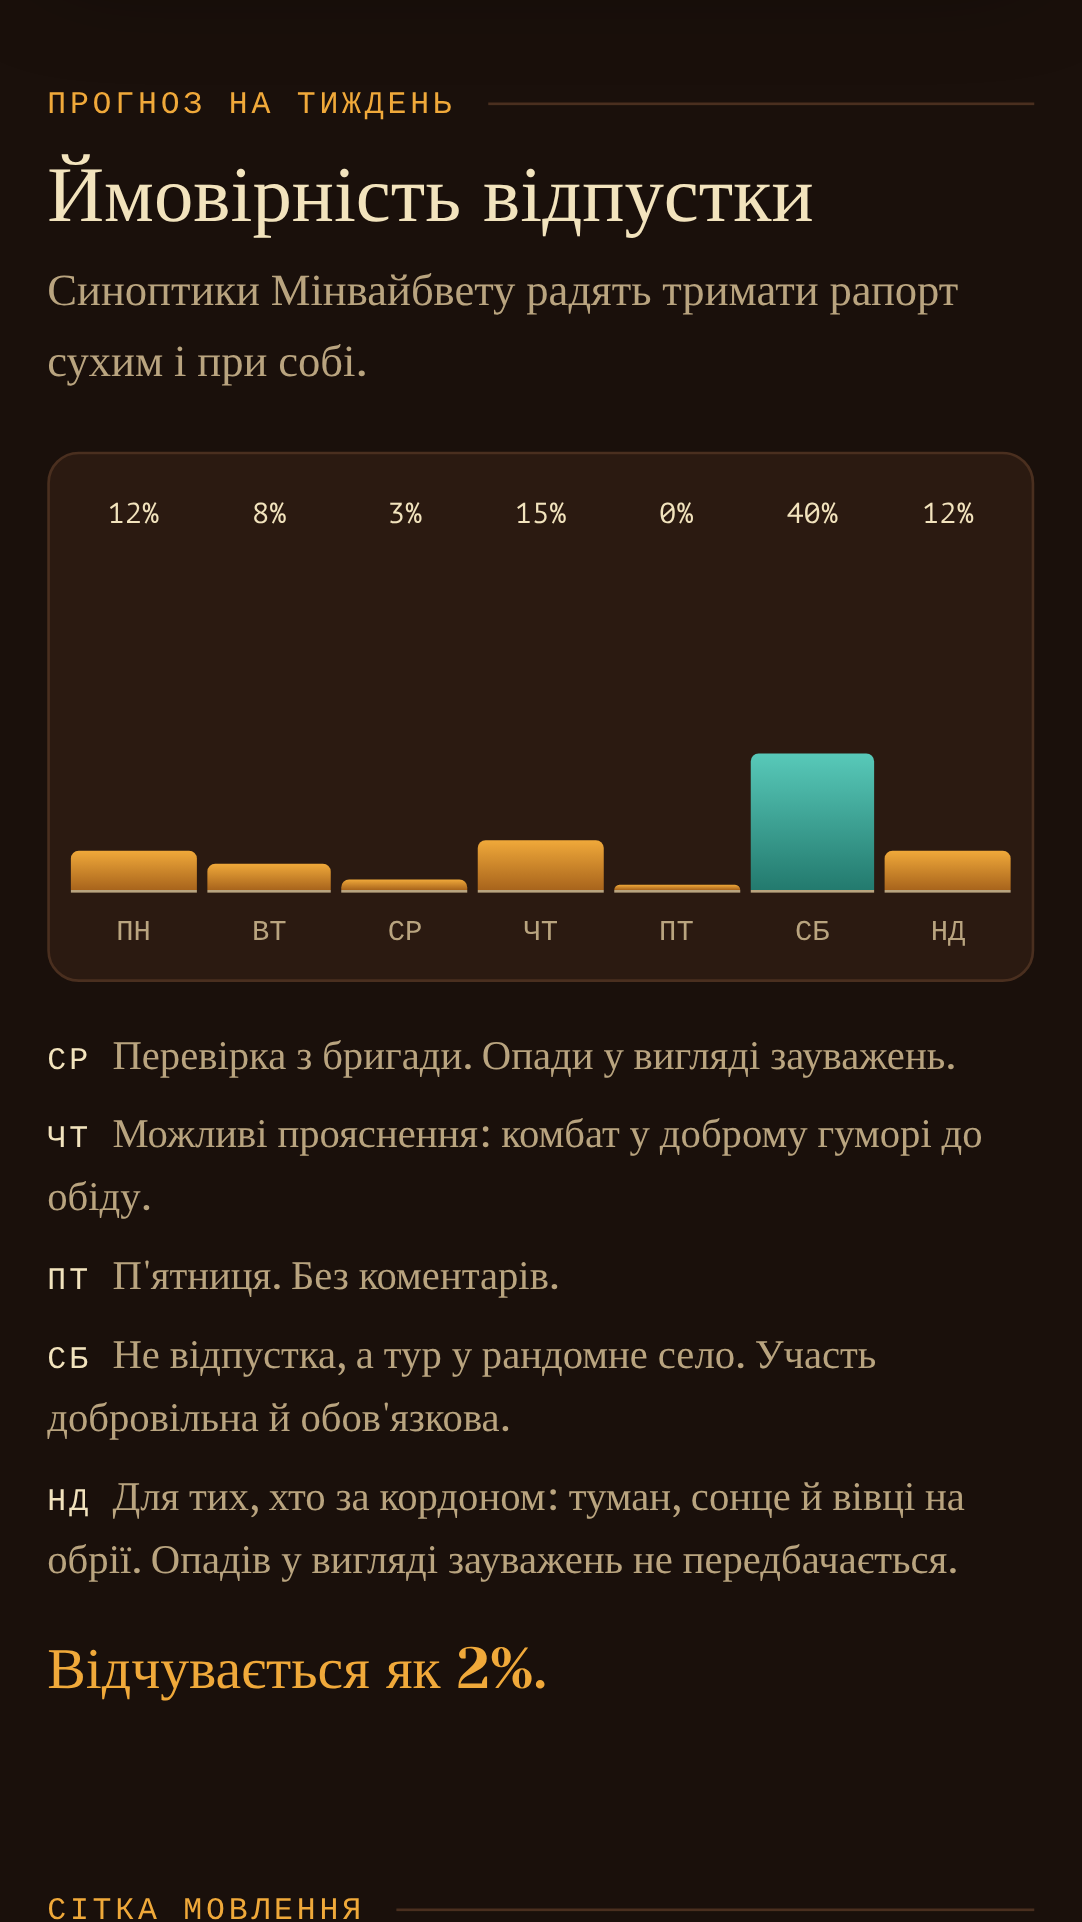 ПРОГНОЗ НА ТИЖДЕНЬ
Ймовірність відпустки
Синоптики Мінвайбвету радять тримати рапорт
сухим і при собі.
12% 8% 3% 15% 0% 40% 12%
ПН ВТ СР ЧТ ПТ СБ НД
СР Перевірка з бригади. Опади у вигляді зауважень.
ЧТ Можливі прояснення: комбат у доброму гуморі до
обіду.
ПТ П'ятниця. Без коментарів.
СБ Не відпустка, а тур у рандомне село. Участь
добровільна й обов'язкова.
НД Для тих, хто за кордоном: туман, сонце й вівці на
обрії. Опадів у вигляді зауважень не передбачається.
Відчувається як 2%.
СІТКА МОВЛЕННЯ